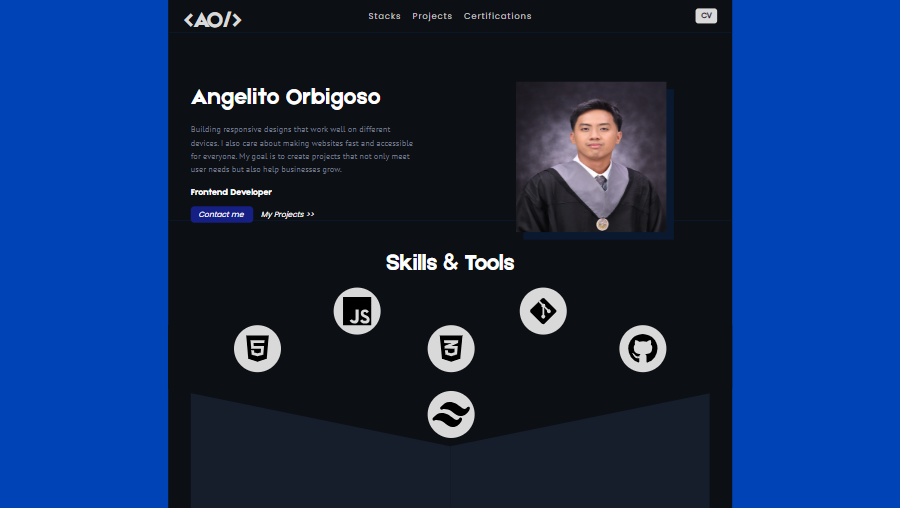 <AO/>
Stacks Projects Certifications
CV
Angelito Orbigoso
Building responsive designs that work well on different
devices. I also care about making websites fast and accessible
for everyone. My goal is to create projects that not only meet
user needs but also help businesses grow.
Frontend Developer
Contact me My Projects >>
Skills & Tools
JS
5
3